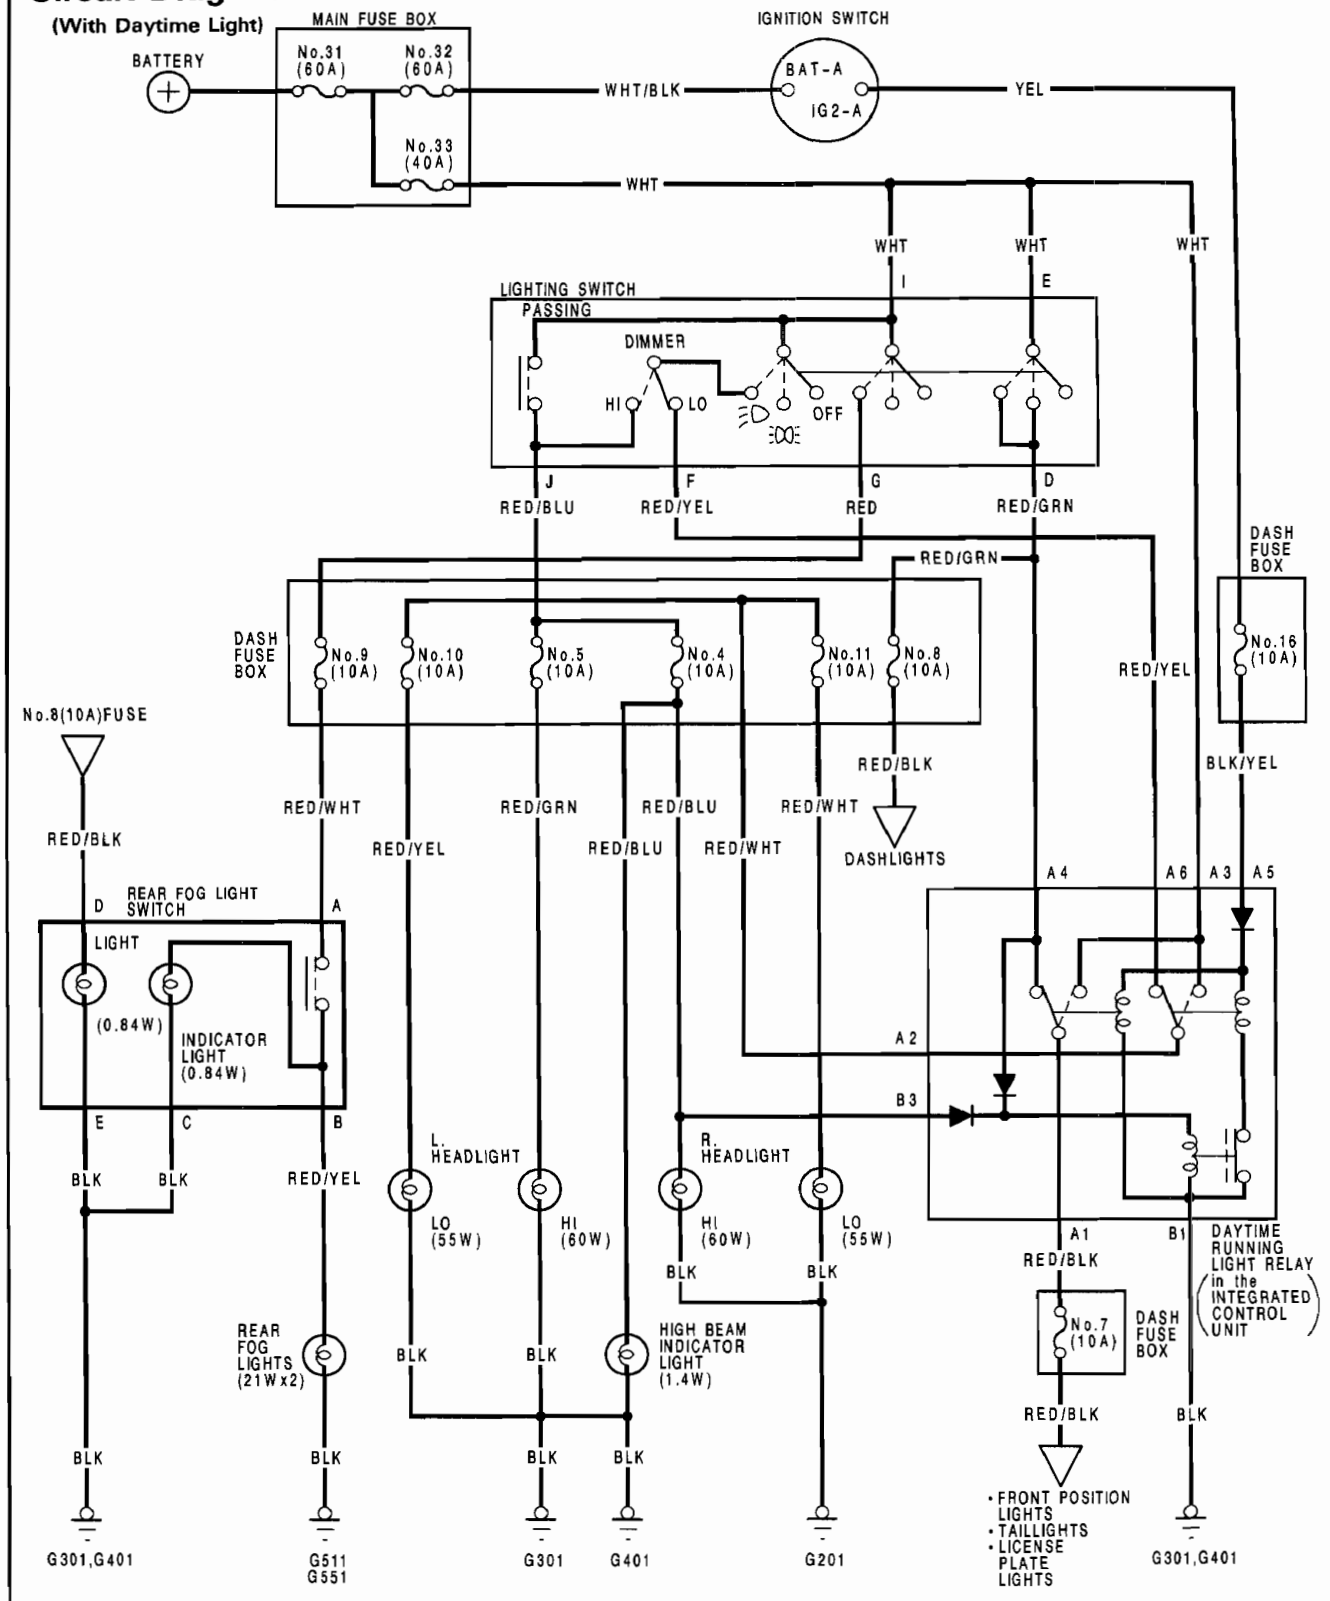 (With Daytime Light)
MAIN FUSE BOX
IGNITION SWITCH
BATTERY
No.31
(60A)
No.32
(60A)
WHT/BLK
BAT-A
IG2-A
YEL
No.33
(40A)
WHT
WHT
WHT
WHT
I
E
LIGHTING SWITCH
PASSING
DIMMER
HI
LO
OFF
J
F
G
D
RED/BLU
RED/YEL
RED
RED/GRN
RED/GRN
DASH
FUSE
BOX
DASH
FUSE
BOX
No.9
(10A)
No.10
(10A)
No.5
(10A)
No.4
(10A)
No.11
(10A)
No.8
(10A)
No.16
(10A)
RED/YEL
No.8(10A)FUSE
RED/BLK
BLK/YEL
RED/WHT
RED/GRN
RED/BLU
RED/WHT
RED/BLK
RED/YEL
RED/BLU
RED/WHT
DASHLIGHTS
A4
A6
A3
A5
REAR FOG LIGHT
SWITCH
D
A
LIGHT
(0.84W)
INDICATOR
LIGHT
(0.84W)
A2
B3
E
C
B
L.
HEADLIGHT
R.
HEADLIGHT
BLK
BLK
RED/YEL
LO
(55W)
HI
(60W)
HI
(60W)
LO
(55W)
A1
B1
DAYTIME
RUNNING
LIGHT RELAY
in the
INTEGRATED
CONTROL
UNIT
RED/BLK
BLK
BLK
No.7
(10A)
DASH
FUSE
BOX
REAR
FOG
LIGHTS
(21Wx2)
BLK
BLK
HIGH BEAM
INDICATOR
LIGHT
(1.4W)
RED/BLK
BLK
BLK
BLK
BLK
BLK
• FRONT POSITION
LIGHTS
• TAILLIGHTS
• LICENSE
PLATE
LIGHTS
G301,G401
G511
G551
G301
G401
G201
G301,G401